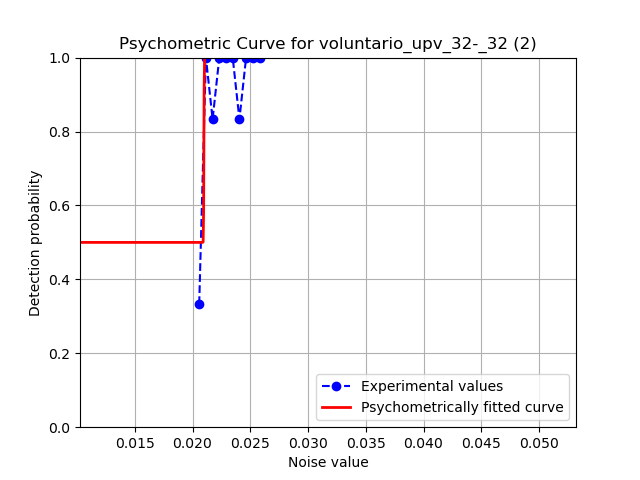 Psychometric Curve for voluntario_upv_32-_32 (2)
1.0
0.8
0.6
0.4
0.2
0.0
Detection probability
Experimental values
Psychometrically fitted curve
0.015 0.020 0.025 0.030 0.035 0.040 0.045 0.050
Noise value